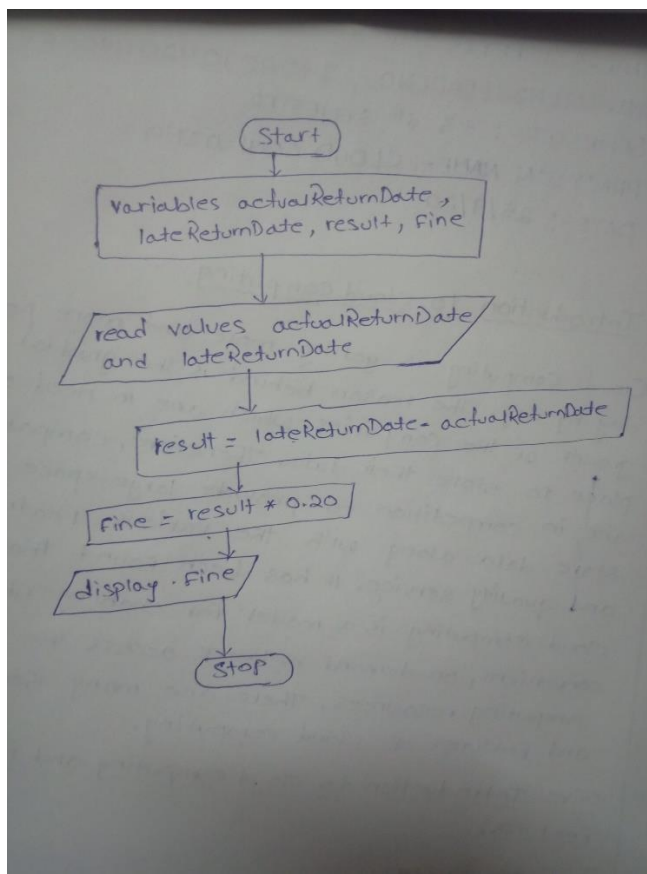 Start
variables actualReturnDate,
lateReturnDate, result, fine
read values actualReturnDate
and lateReturnDate
result = lateReturnDate - actualReturnDate
fine = result * 0.20
display fine
Stop